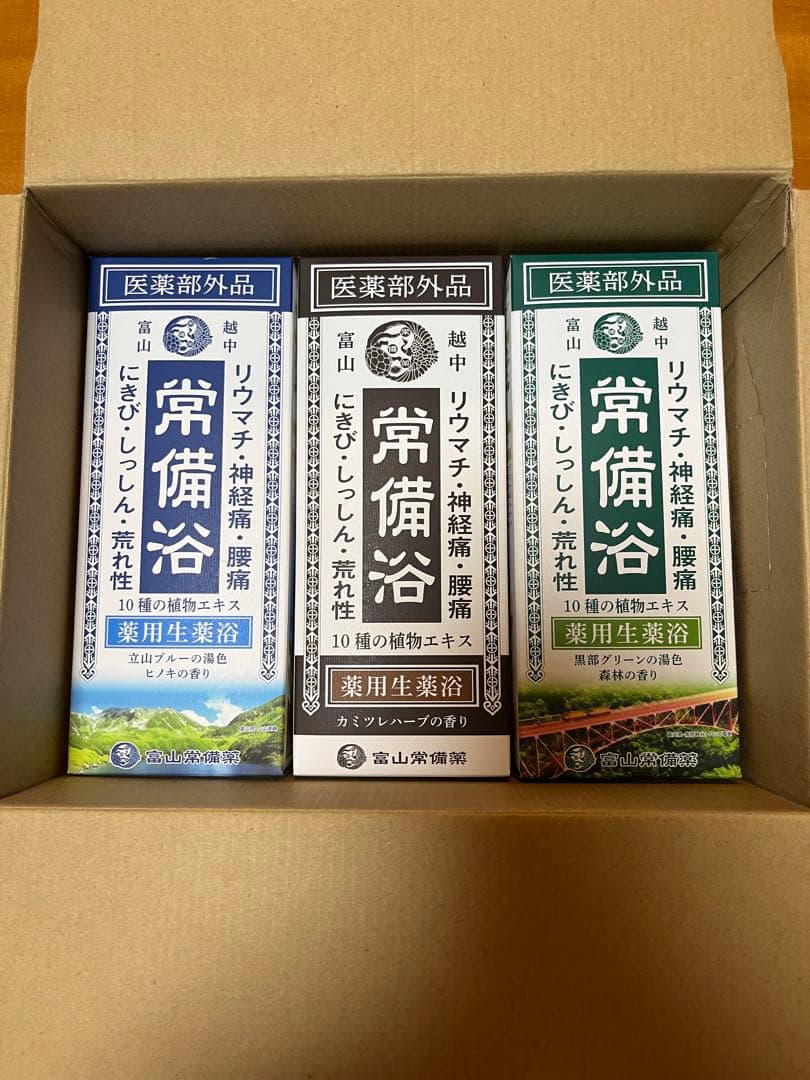 医薬部外品
越中
富山
リウマチ・神経痛・腰痛
常備浴
にきび・しっしん・荒れ性
10種の植物エキス
薬用生薬浴
立山ブルーの湯色
ヒノキの香り
富山常備薬
医薬部外品
越中
富山
リウマチ・神経痛・腰痛
常備浴
にきび・しっしん・荒れ性
10種の植物エキス
薬用生薬浴
カミツレハーブの香り
富山常備薬
医薬部外品
越中
富山
リウマチ・神経痛・腰痛
常備浴
にきび・しっしん・荒れ性
10種の植物エキス
薬用生薬浴
黒部グリーンの湯色
森林の香り
富山常備薬